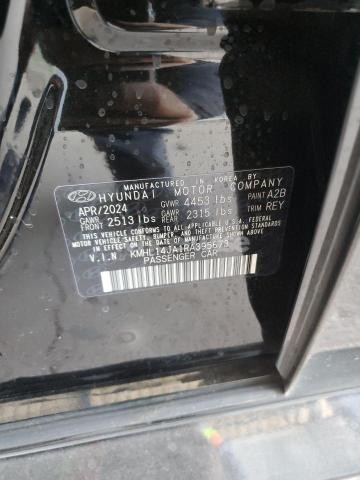 MANUFACTURED IN KOREA BY
HYUNDAI MOTOR COMPANY
APR/2024 GVWR 4453 lbs PAINT A2B
GAWR FRONT 2513 lbs GAWR REAR 2315 lbs TRIM REY
THIS VEHICLE CONFORMS TO ALL APPLICABLE U.S.A. FEDERAL
MOTOR VEHICLE SAFETY, BUMPER, AND THEFT PREVENTION
STANDARDS IN EFFECT ON THE DATE OF MANUFACTURE SHOWN ABOVE.
V.I.N KMHL14JA1RA395673
PASSENGER CAR